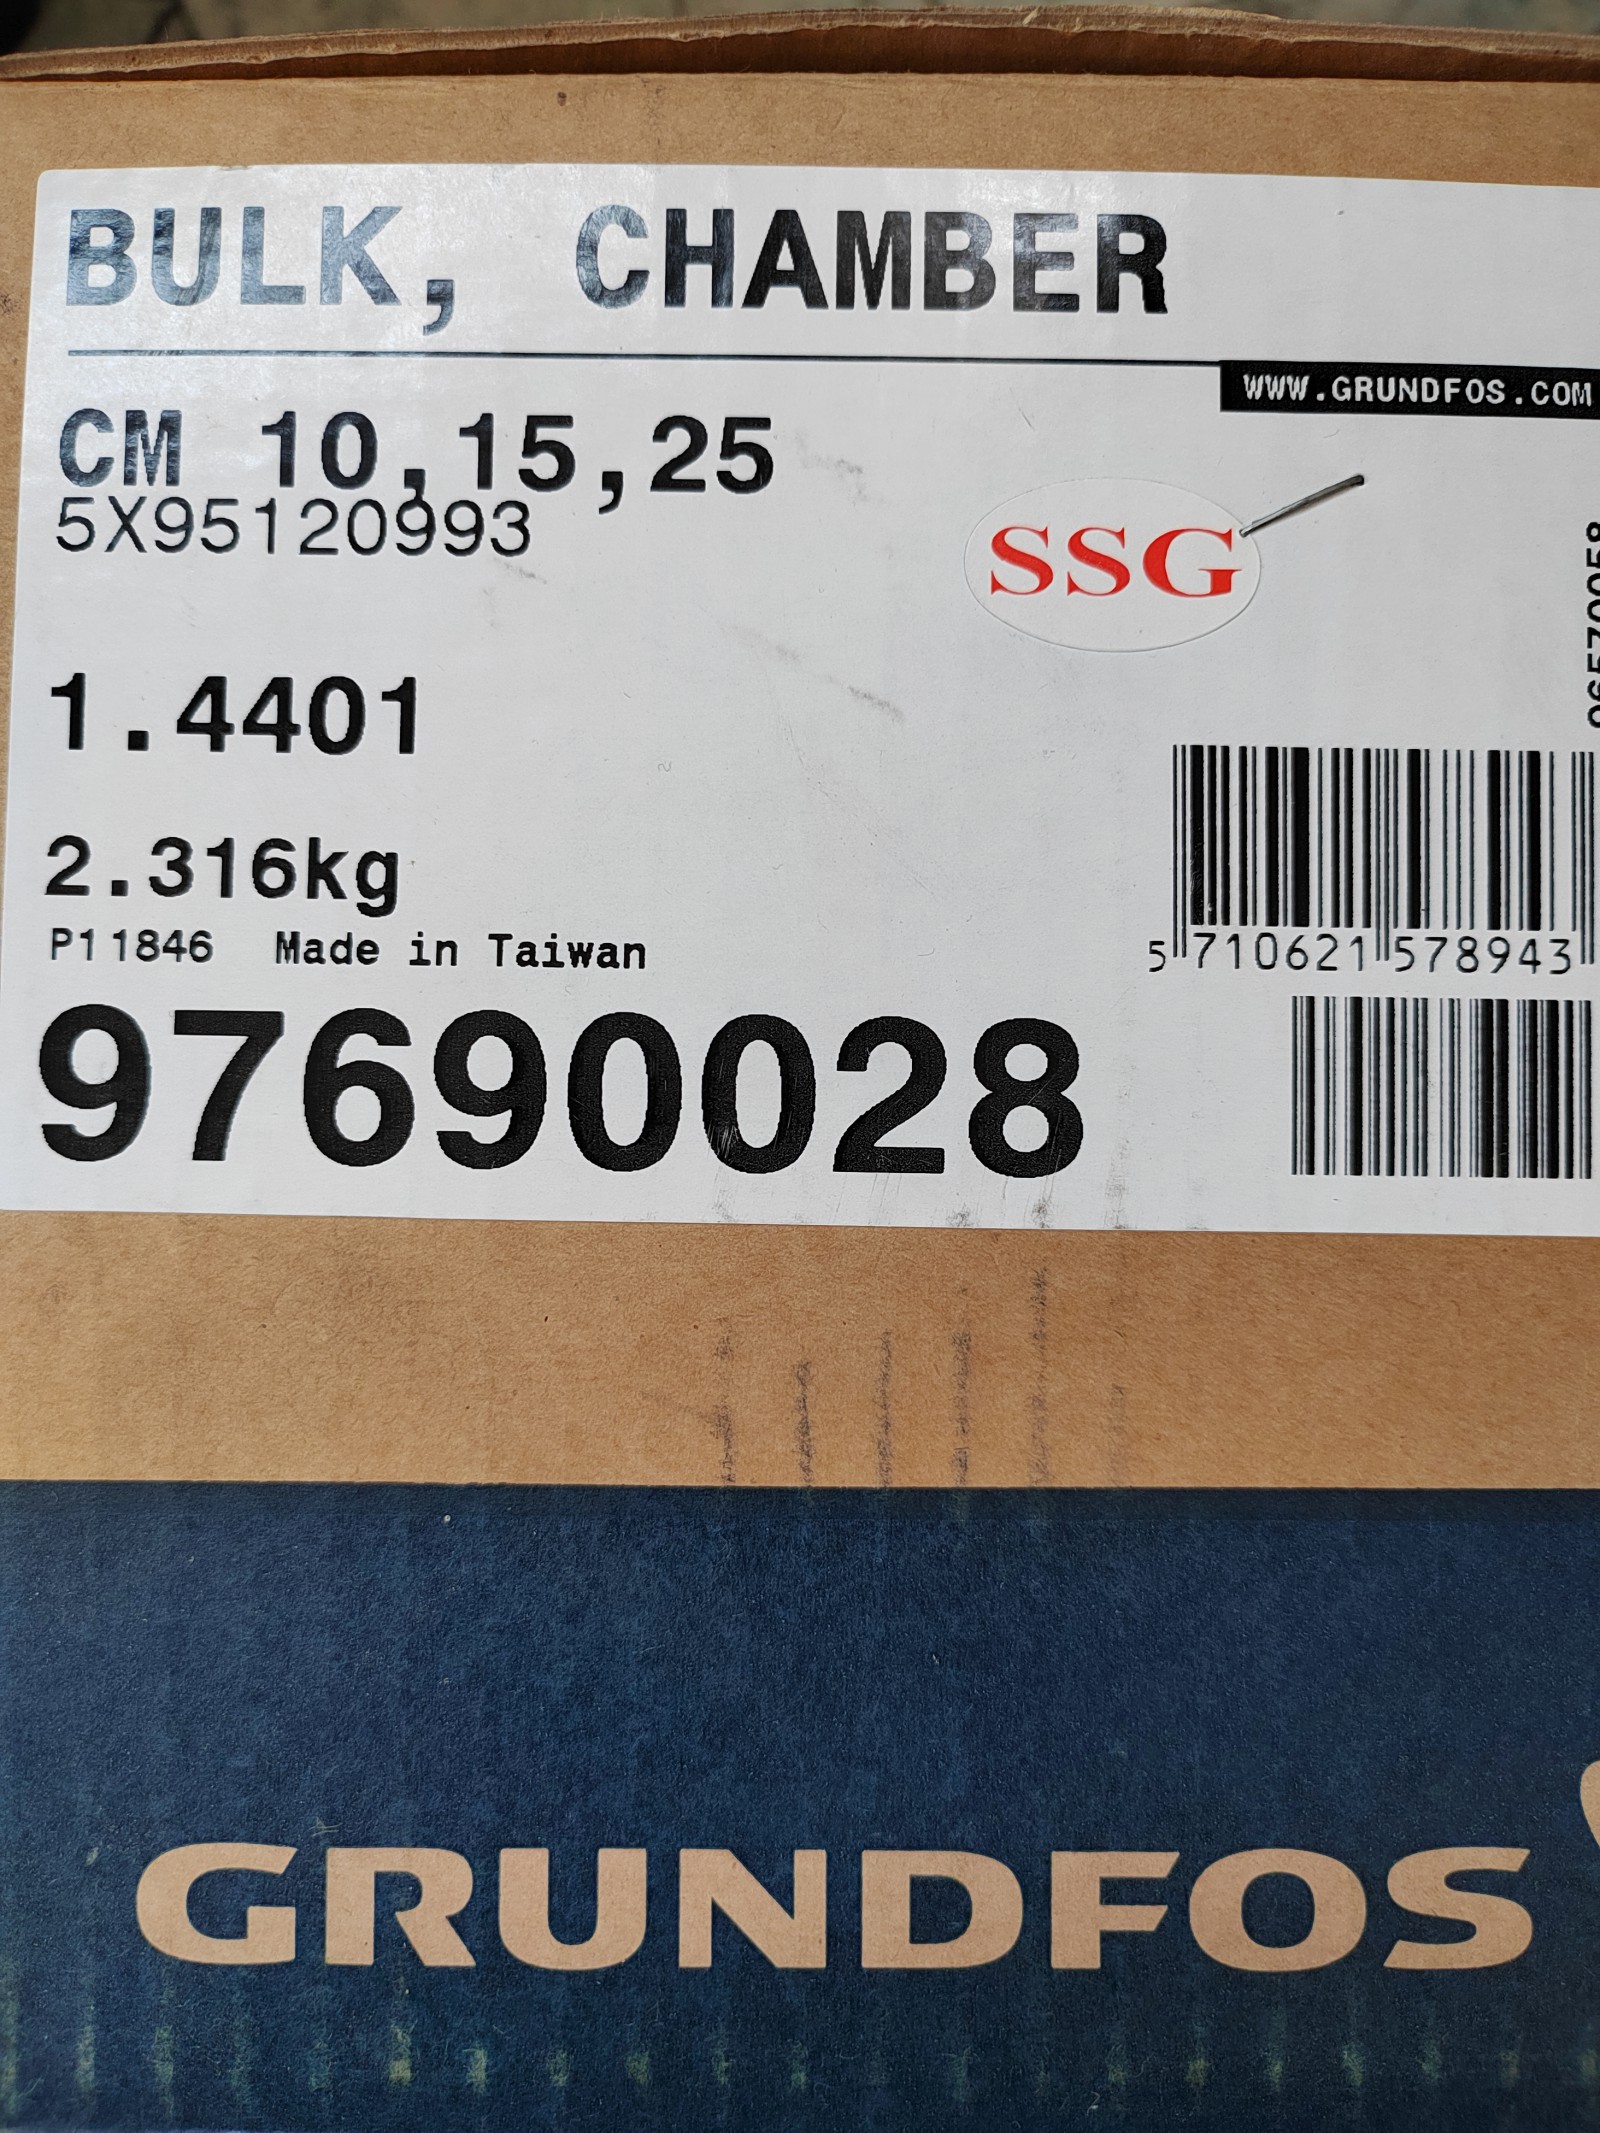 BULK, CHAMBER
WWW.GRUNDFOS.COM
CM 10,15,25
5X95120993
SSG
96570058
1.4401
2.316kg
P11846 Made in Taiwan
5 710621 578943
97690028
GRUNDFOS